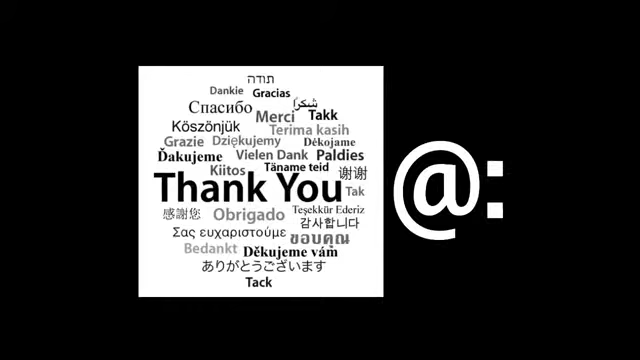 תודה
Dankie Gracias
Спасибо شكرًا
Merci Takk
Köszönjük Terima kasih
Grazie Dziękujemy Dėkojame
Ďakujeme Vielen Dank Paldies
Kiitos Täname teid 谢谢
Thank You Tak
感謝您 Obrigado Teşekkür Ederiz
감사합니다
Σας ευχαριστούμε ขอบคุณ
Bedankt Děkujeme vám
ありがとうございます
Tack
@: